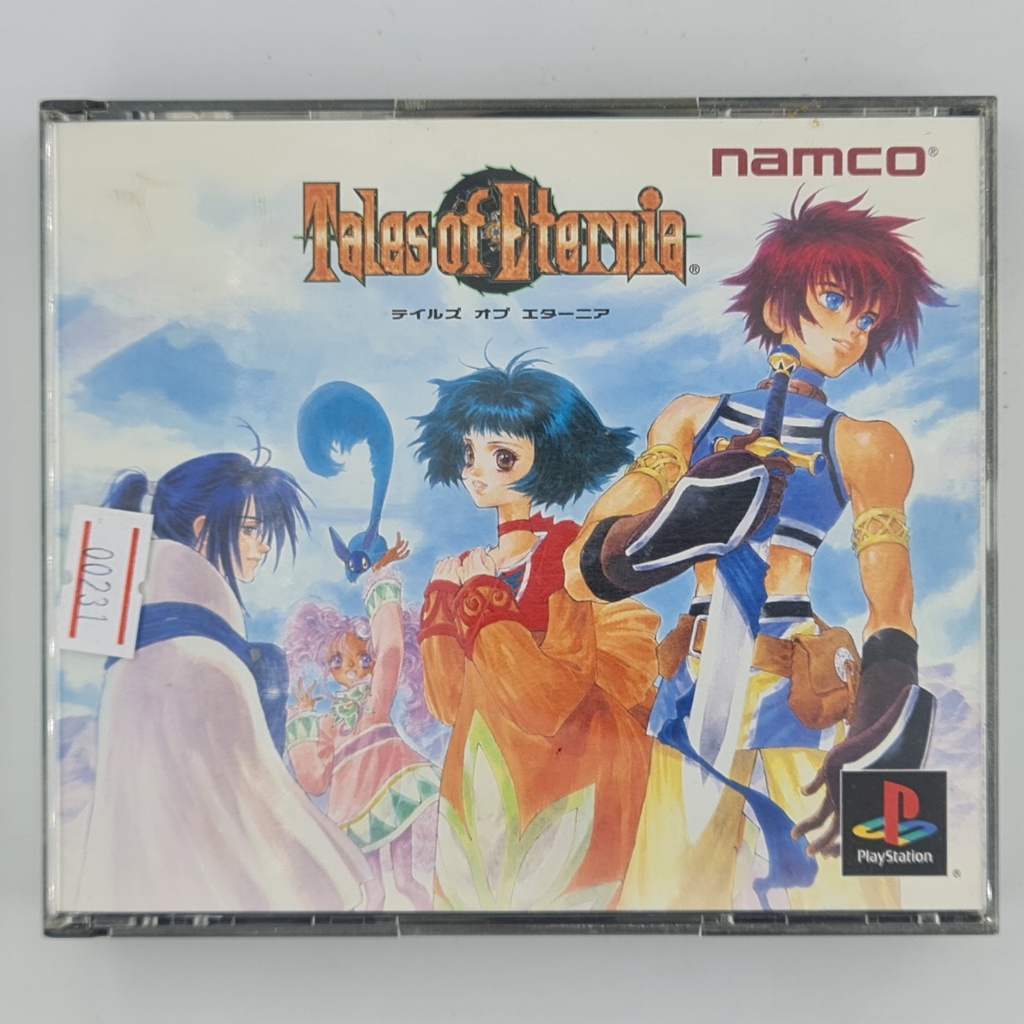 namco®
Tales of Eternia®
テイルズ オブ エターニア
00231
PlayStation
®